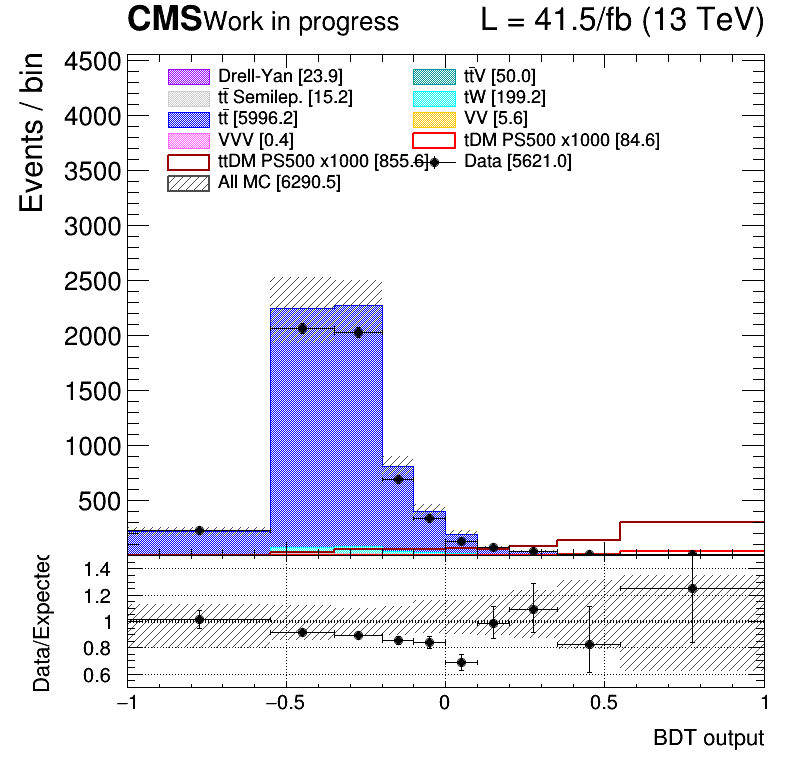 CMS Work in progress L = 41.5/fb (13 TeV)
Events / bin
4500
4000
3500
3000
2500
2000
1500
1000
500
Drell-Yan [23.9] tt̄V [50.0]
tt̄ Semilep. [15.2] tW [199.2]
tt̄ [5996.2] VV [5.6]
VVV [0.4] tDM PS500 x1000 [84.6]
ttDM PS500 x1000 [855.6] Data [5621.0]
All MC [6290.5]
Data/Expected
1.4
1.2
1
0.8
0.6
−1 −0.5 0 0.5 1
BDT output